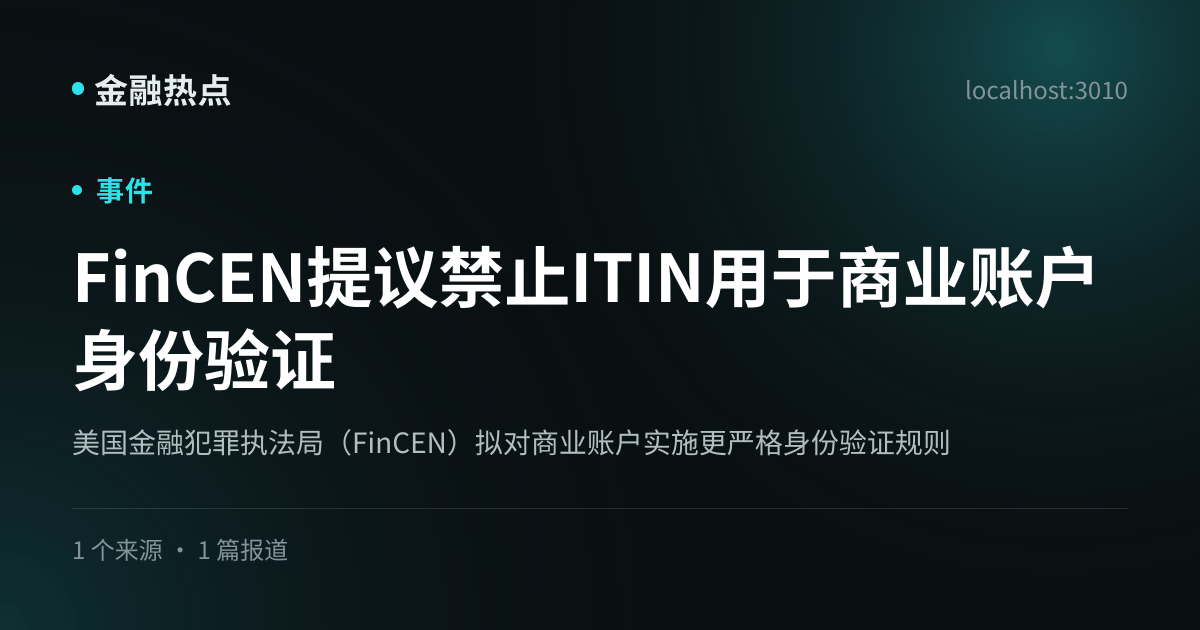 金融热点
localhost:3010
事件
FinCEN提议禁止ITIN用于商业账户
身份验证
美国金融犯罪执法局（FinCEN）拟对商业账户实施更严格身份验证规则
1 个来源 · 1 篇报道